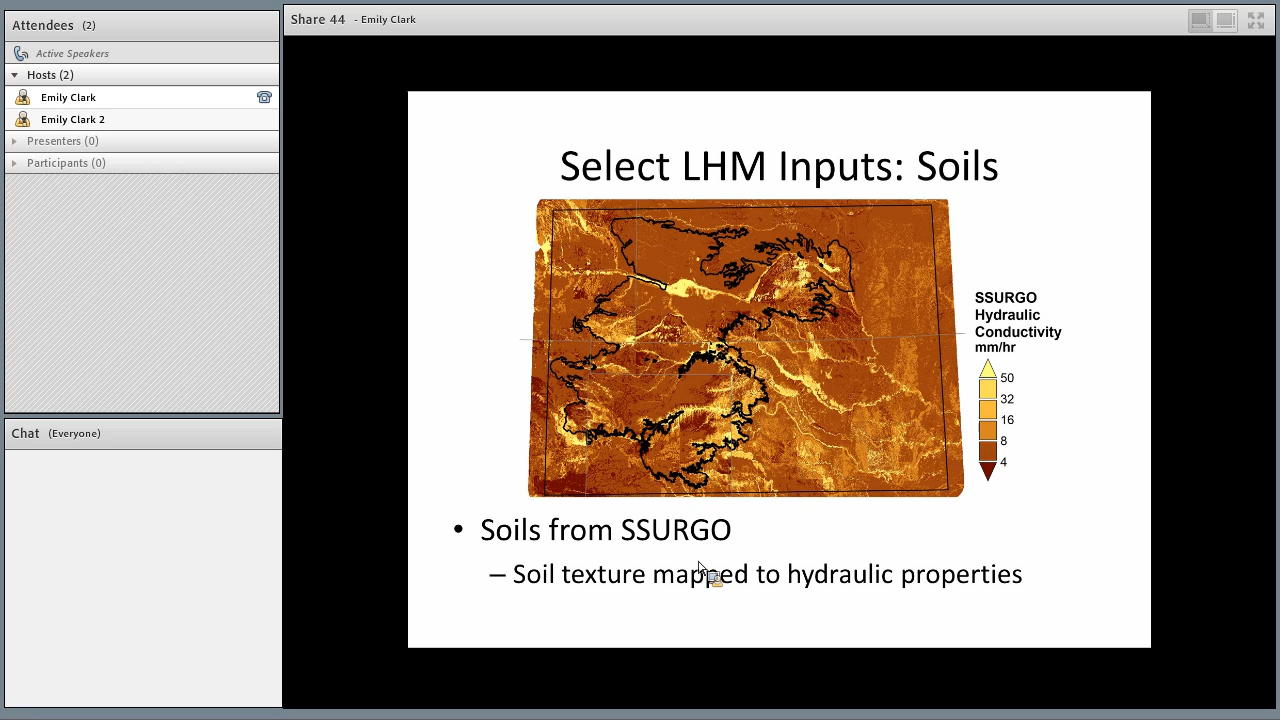 Attendees (2)
Active Speakers
Hosts (2)
Emily Clark
Emily Clark 2
Presenters (0)
Participants (0)
Chat (Everyone)
Share 44 - Emily Clark
Select LHM Inputs: Soils
SSURGO
Hydraulic
Conductivity
mm/hr
50
32
16
8
4
• Soils from SSURGO
– Soil texture mapped to hydraulic properties